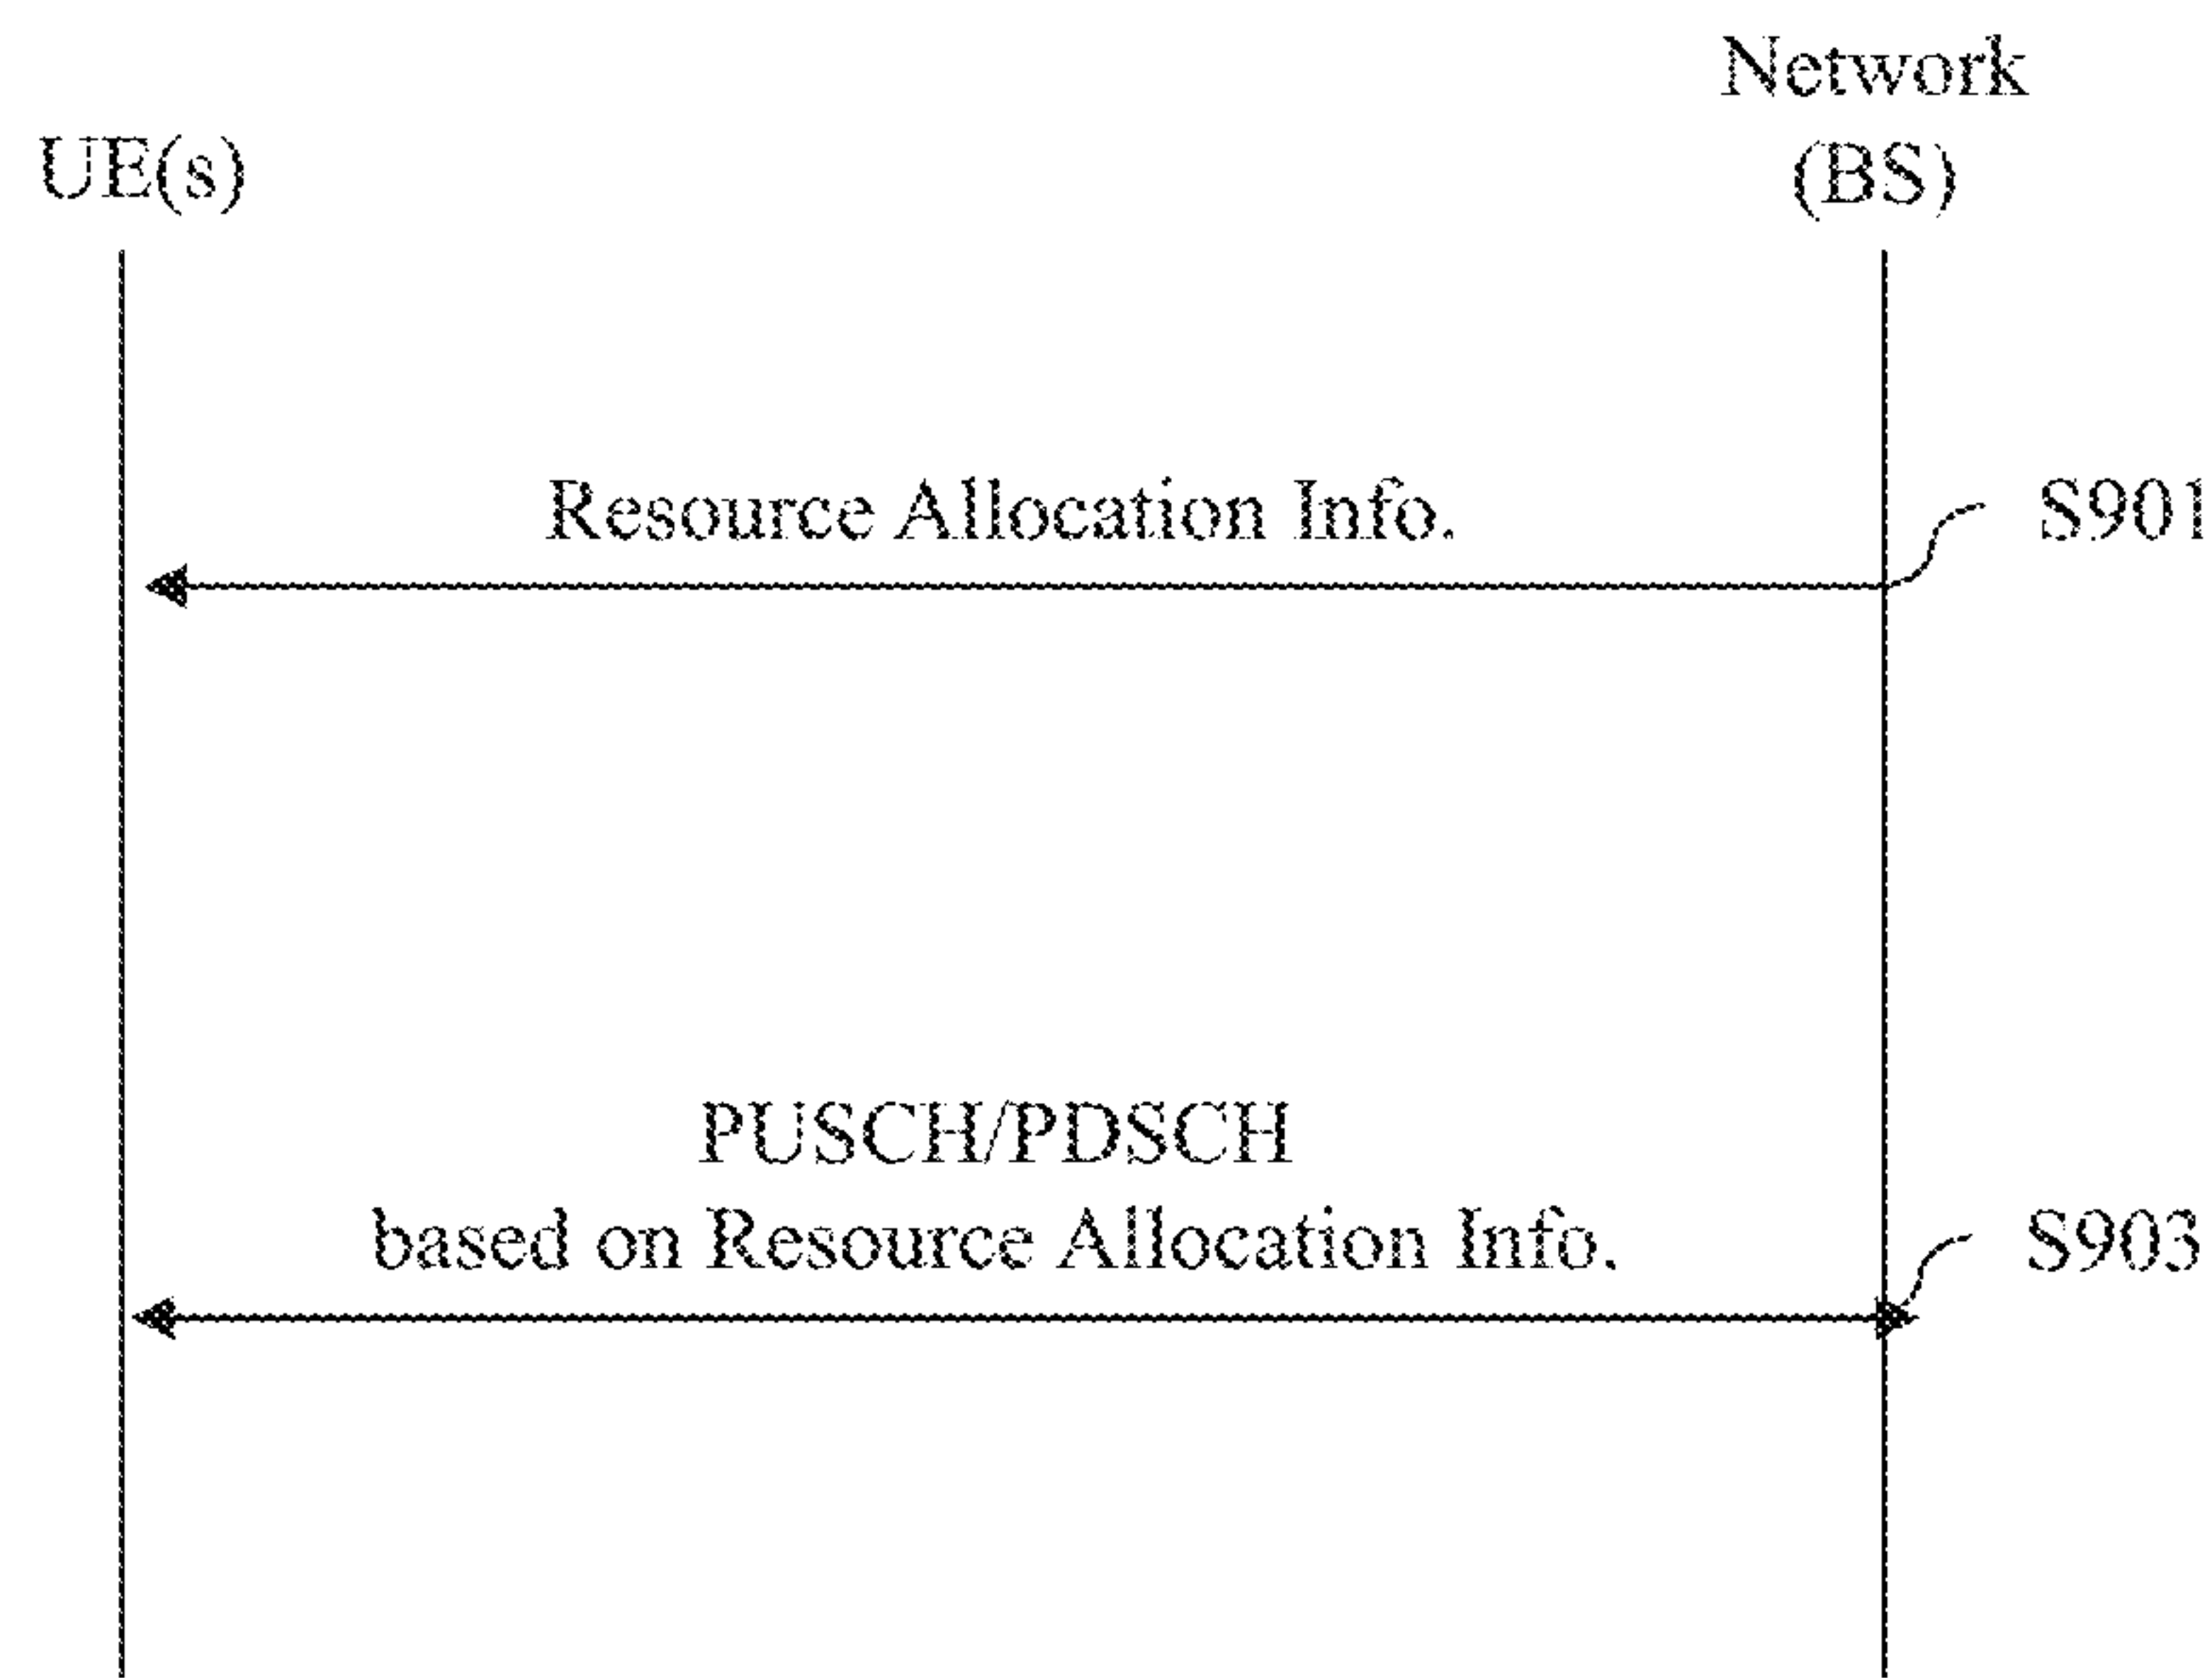 Network
(BS)
UE(s)
Resource Allocation Info.
S901
PUSCH/PDSCH
based on Resource Allocation Info.
S903